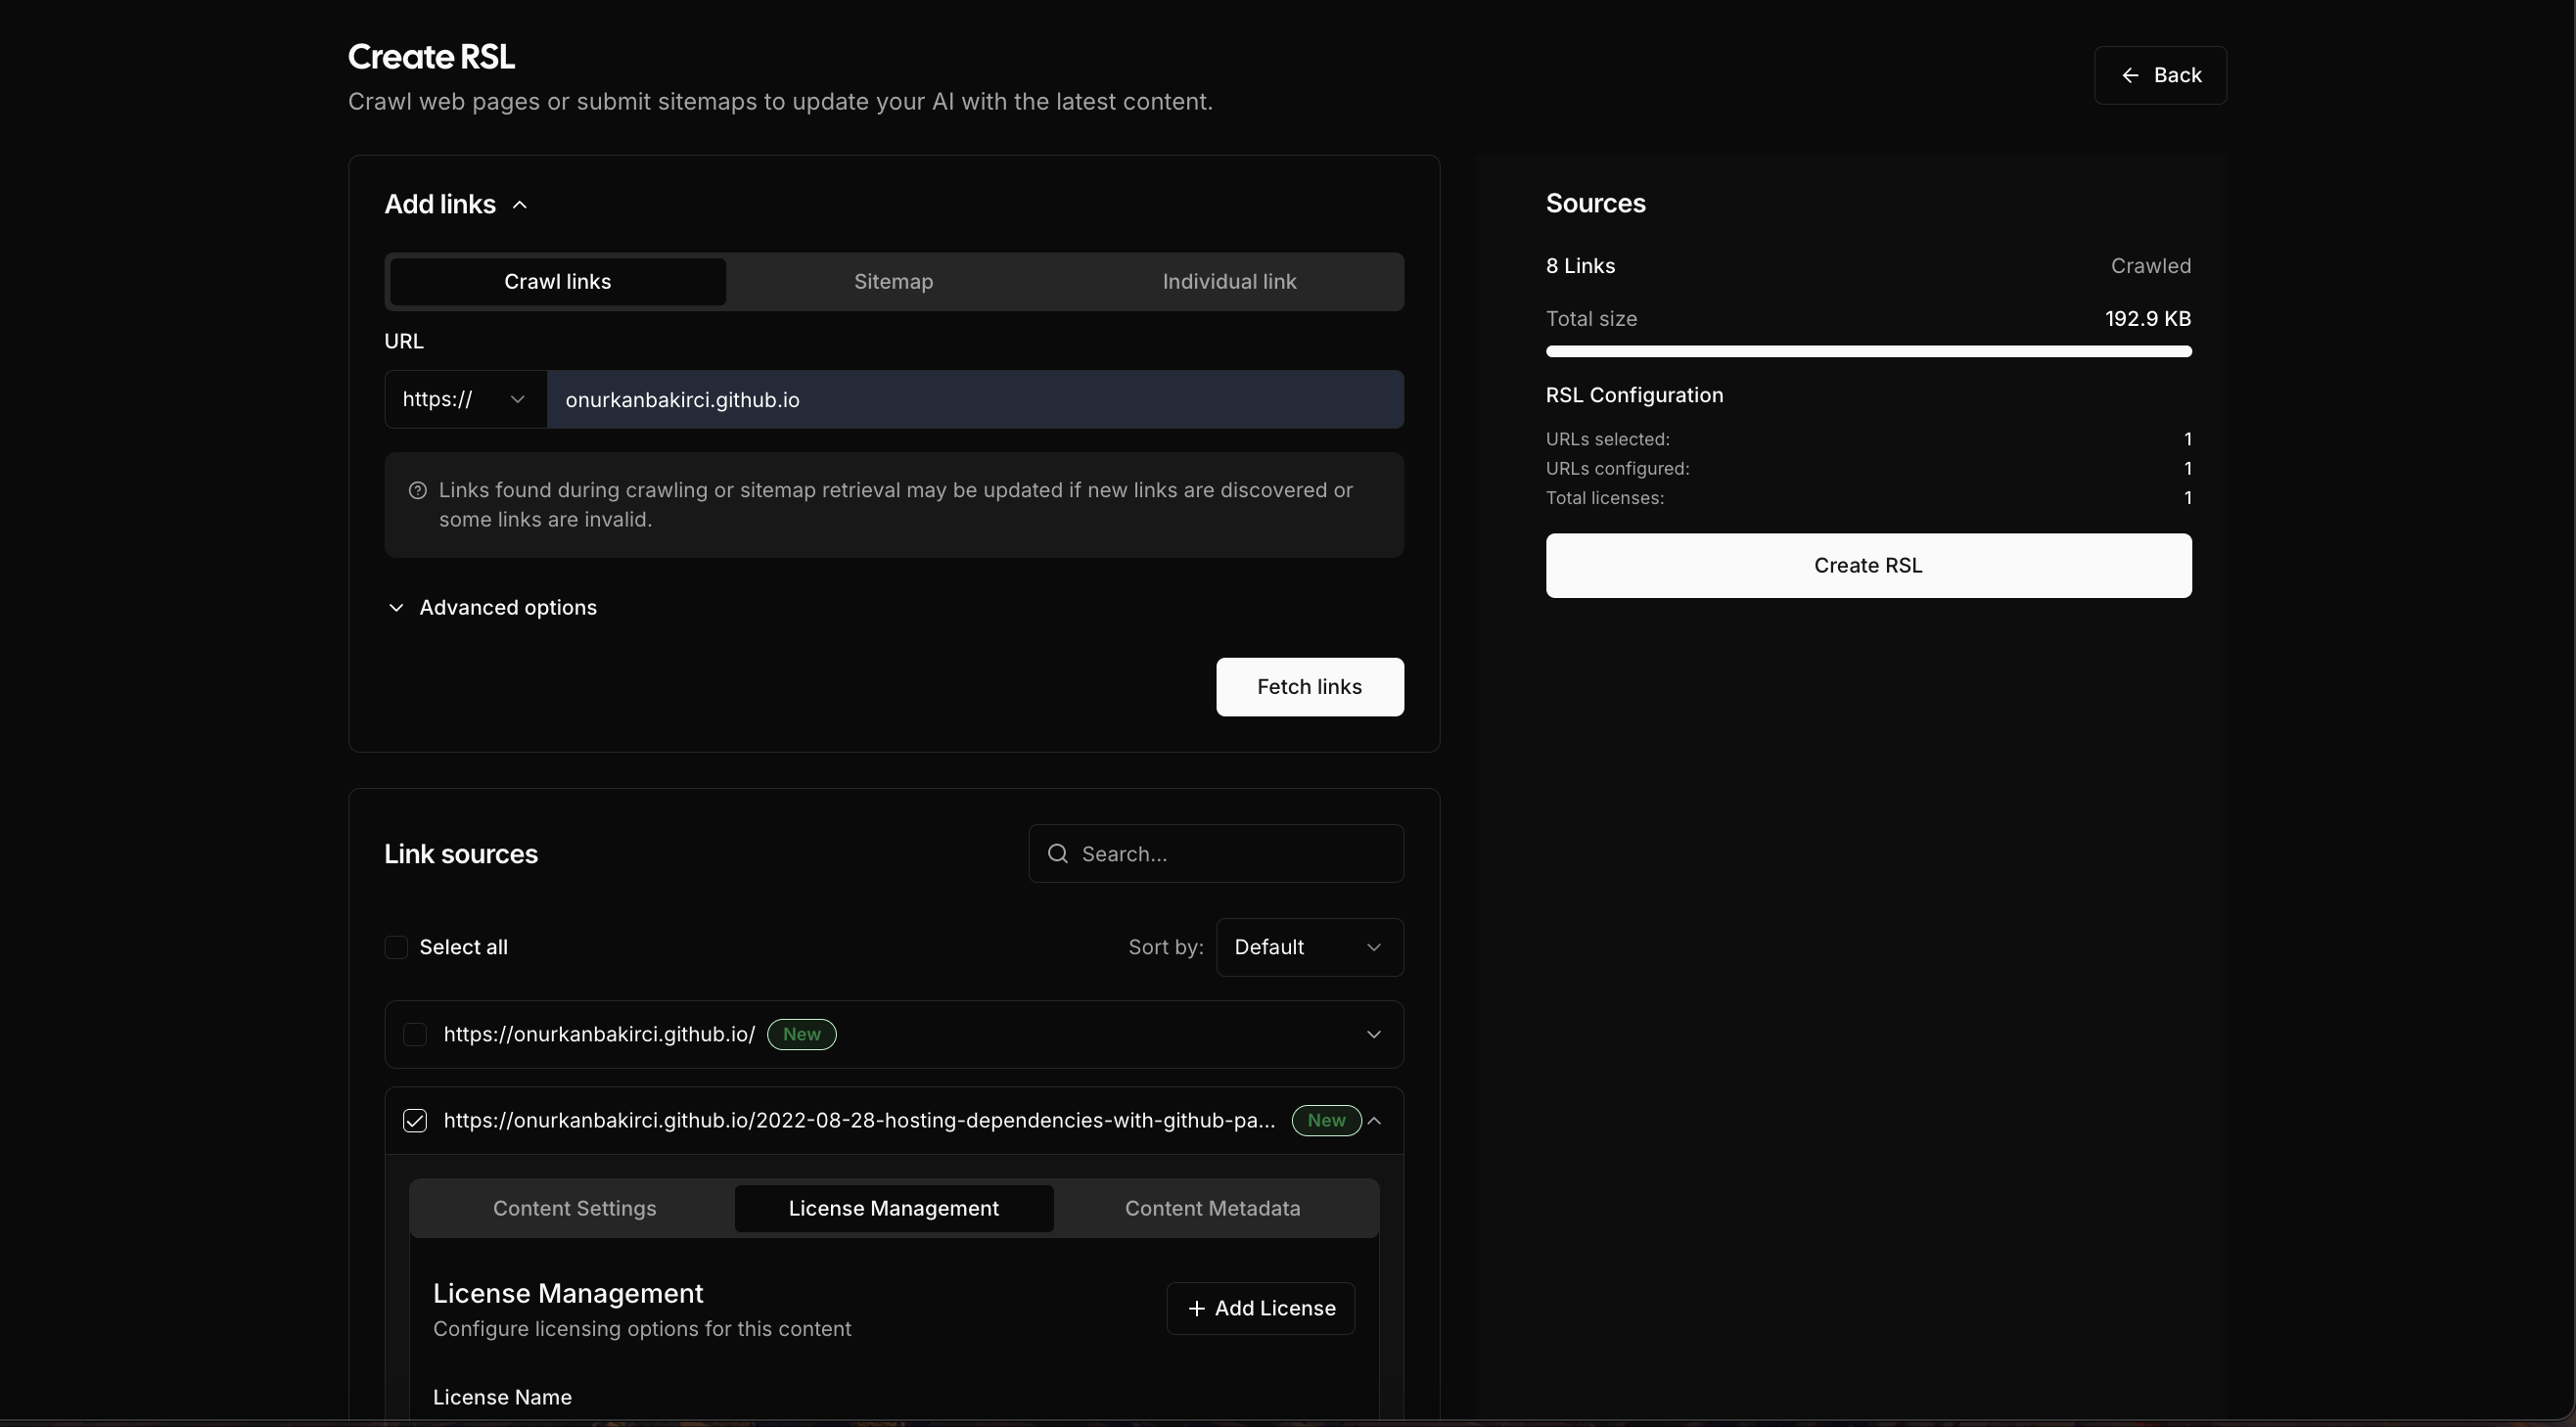 Create RSL
Crawl web pages or submit sitemaps to update your AI with the latest content.
Back
Add links
Crawl links
Sitemap
Individual link
URL
https://
onurkanbakirci.github.io
Links found during crawling or sitemap retrieval may be updated if new links are discovered or
some links are invalid.
Advanced options
Fetch links
Link sources
Search...
Select all
Sort by:
Default
https://onurkanbakirci.github.io/
New
https://onurkanbakirci.github.io/2022-08-28-hosting-dependencies-with-github-pa...
New
Content Settings
License Management
Content Metadata
License Management
Configure licensing options for this content
Add License
License Name
Sources
8 Links
Crawled
Total size
192.9 KB
RSL Configuration
URLs selected:
1
URLs configured:
1
Total licenses:
1
Create RSL